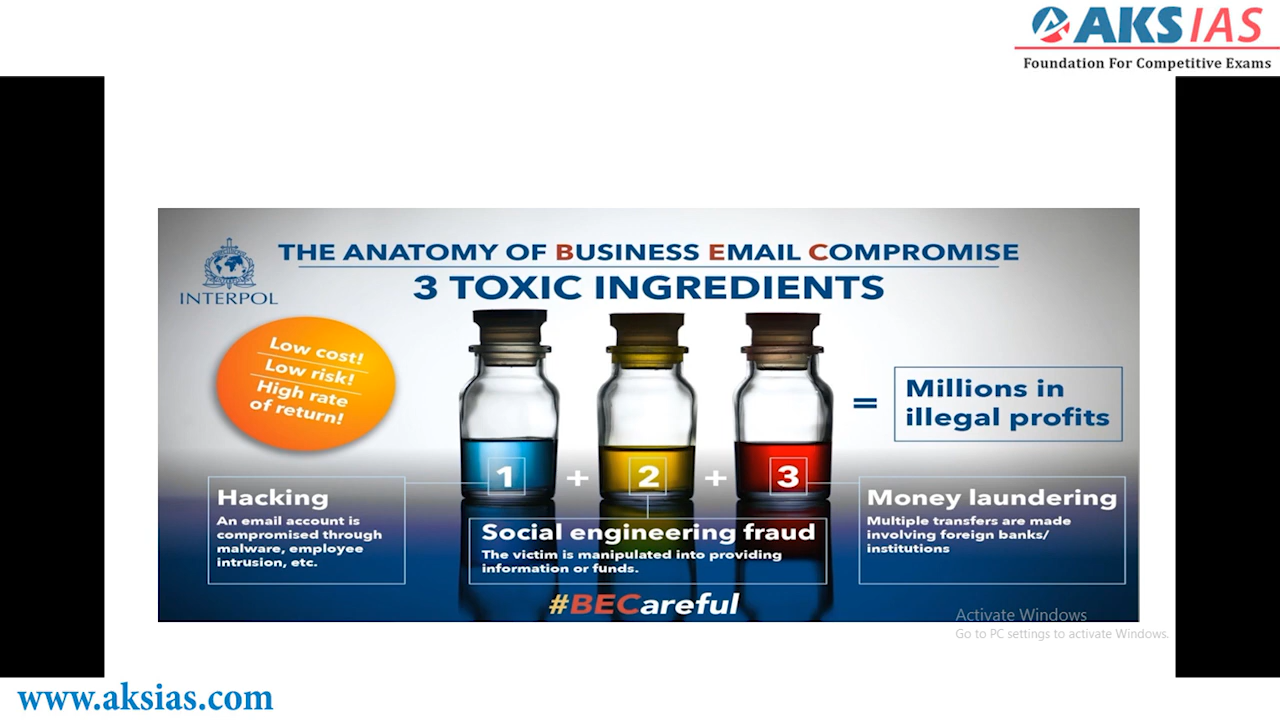 AKS IAS
Foundation For Competitive Exams
INTERPOL
THE ANATOMY OF BUSINESS EMAIL COMPROMISE
3 TOXIC INGREDIENTS
Low cost!
Low risk!
High rate
of return!
=
Millions in
illegal profits
1 + 2 + 3
Hacking
An email account is
compromised through
malware, employee
intrusion, etc.
Social engineering fraud
The victim is manipulated into providing
information or funds.
Money laundering
Multiple transfers are made
involving foreign banks/
institutions
#BECareful
Activate Windows
Go to PC settings to activate Windows.
www.aksias.com